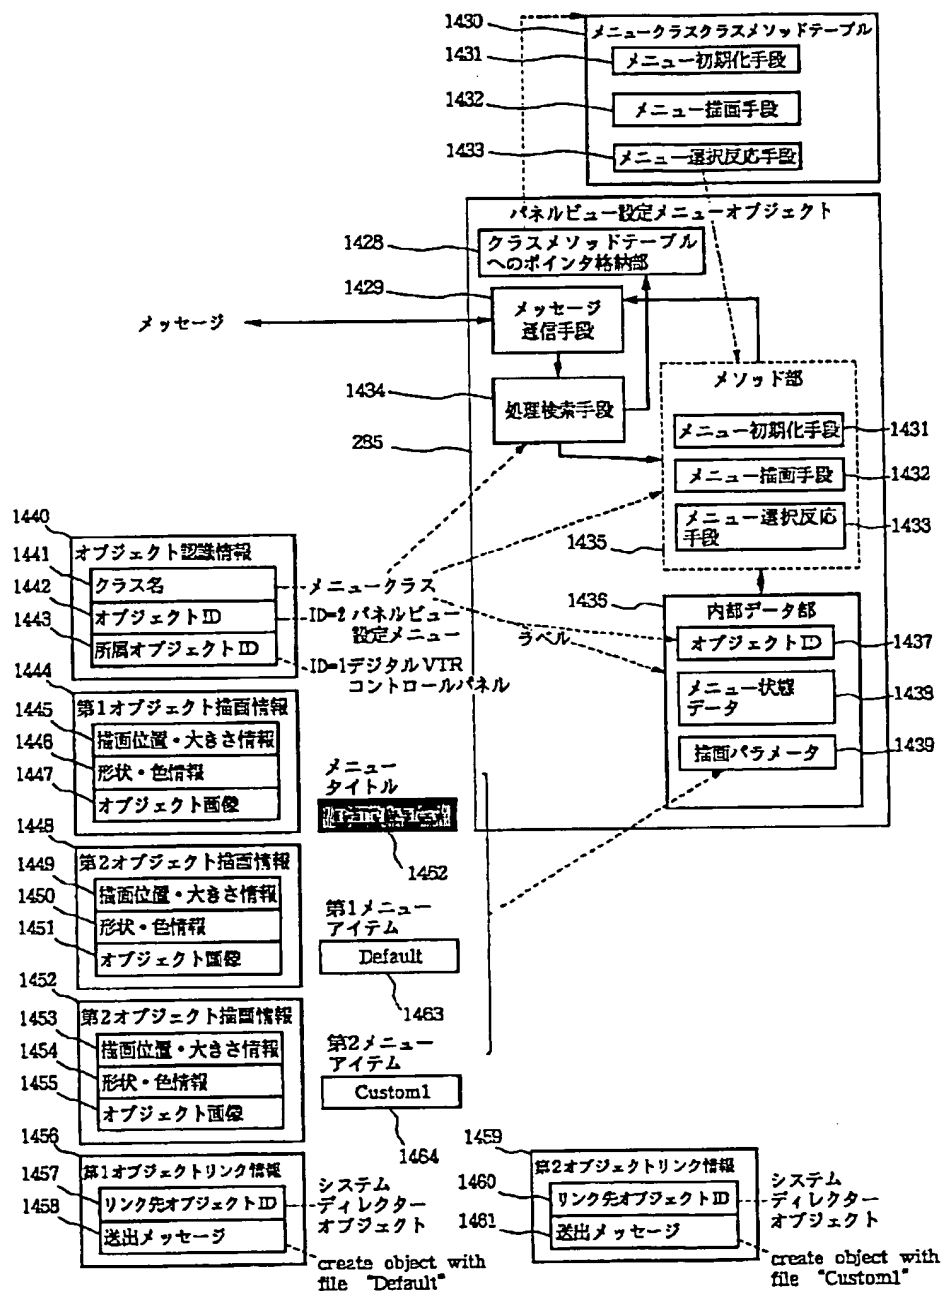 1430
メニュークラスクラスメソッドテーブル
1431
メニュー初期化手段
1432
メニュー描画手段
1433
メニュー選択反応手段
パネルビュー設定メニューオブジェクト
1428
クラスメソッドテーブル
へのポインタ格納部
1429
メッセージ
メッセージ
通信手段
1434
処理検索手段
285
メソッド部
メニュー初期化手段
1431
メニュー描画手段
1432
メニュー選択反応
手段
1433
1435
1436
内部データ部
オブジェクトID
1437
メニュー状態
データ
1438
描画パラメータ
1439
1440
オブジェクト認識情報
1441
クラス名
メニュークラス
1442
オブジェクトID
ID=2 パネルビュー
設定メニュー
ラベル
1443
所属オブジェクトID
ID=1デジタルVTR
コントロールパネル
1444
第1オブジェクト描画情報
1445
描画位置・大きさ情報
1446
形状・色情報
1447
オブジェクト画像
メニュー
タイトル
1462
1448
第2オブジェクト描画情報
1449
描画位置・大きさ情報
1450
形状・色情報
1451
オブジェクト画像
第1メニュー
アイテム
Default
1463
1452
第2オブジェクト描画情報
1453
描画位置・大きさ情報
1454
形状・色情報
1455
オブジェクト画像
第2メニュー
アイテム
Custom1
1464
1456
第1オブジェクトリンク情報
1457
リンク先オブジェクトID
1458
送出メッセージ
システム
ディレクター
オブジェクト
create object with
file "Default"
1459
第2オブジェクトリンク情報
1460
リンク先オブジェクトID
1461
送出メッセージ
システム
ディレクター
オブジェクト
create object with
file "Custom1"